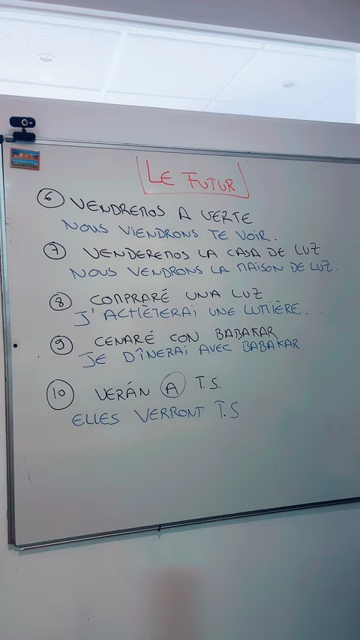 LE FUTUR
6 VENDREMOS A VERTE
NOUS VIENDRONS TE VOIR.
7 VENDEREMOS LA CASA DE LUZ
NOUS VENDRONS LA MAISON DE LUZ.
8 COMPRARÉ UNA LUZ
J'ACHÈTERAI UNE LUMIÈRE.
9 CENARÉ CON BABAKAR
JE DÎNERAI AVEC BABAKAR
10 VERÁN A T.S.
ELLES VERRONT T.S